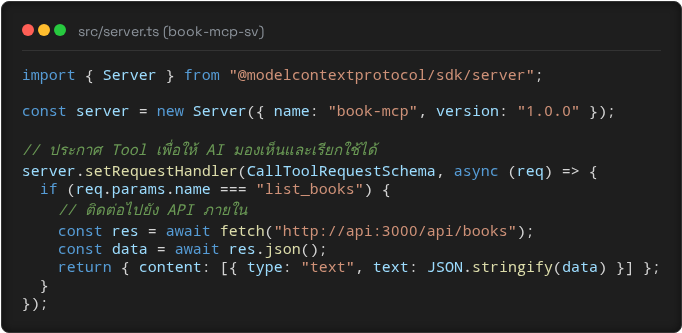 src/server.ts (book-mcp-sv)
import { Server } from "@modelcontextprotocol/sdk/server";
const server = new Server({ name: "book-mcp", version: "1.0.0" });
// ประกาศ Tool เพื่อให้ AI มองเห็นและเรียกใช้ได้
server.setRequestHandler(CallToolRequestSchema, async (req) => {
  if (req.params.name === "list_books") {
    // ติดต่อไปยัง API ภายใน
    const res = await fetch("http://api:3000/api/books");
    const data = await res.json();
    return { content: [{ type: "text", text: JSON.stringify(data) }] };
  }
});